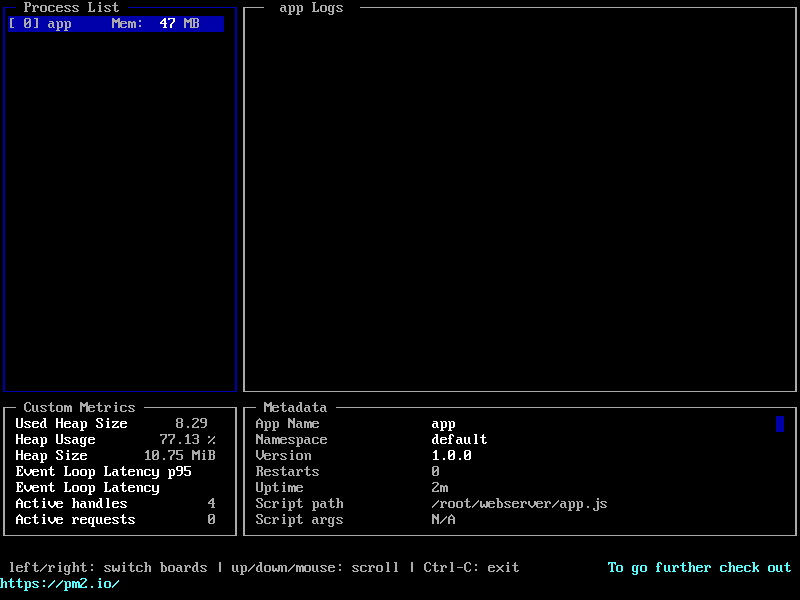 Process List
[ 0] app Mem: 47 MB
app Logs
Custom Metrics
Used Heap Size 8.29
Heap Usage 77.13 %
Heap Size 10.75 MiB
Event Loop Latency p95
Event Loop Latency
Active handles 4
Active requests 0
Metadata
App Name app
Namespace default
Version 1.0.0
Restarts 0
Uptime 2m
Script path /root/webserver/app.js
Script args N/A
left/right: switch boards | up/down/mouse: scroll | Ctrl-C: exit To go further check out
https://pm2.io/